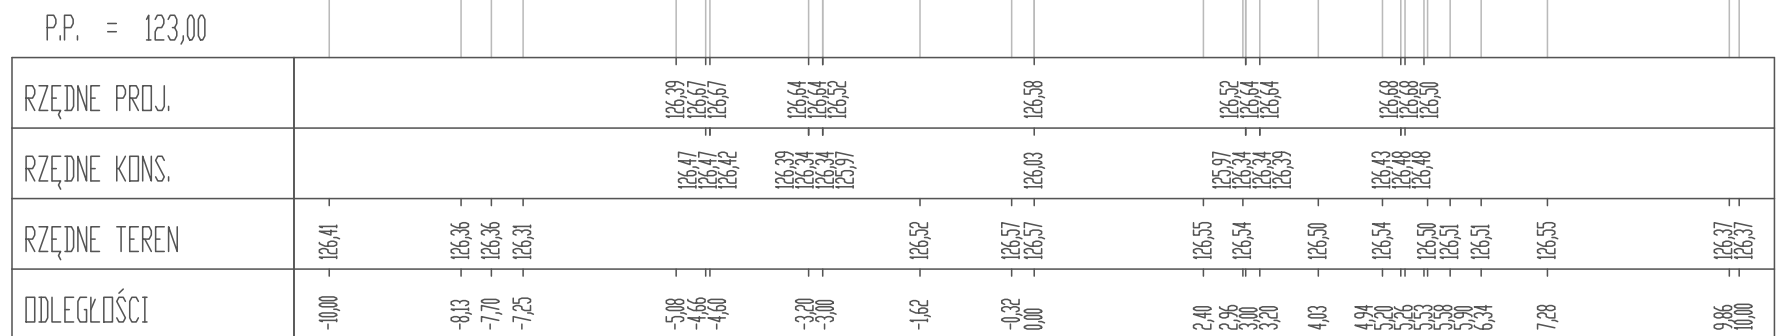 P.P. = 123,00
RZĘDNE PROJ. 126,39 126,67 126,67 126,64 126,64 126,52 126,58 126,52 126,64 126,64 126,68 126,68 126,50
RZĘDNE KONS. 126,47 126,47 126,42 126,39 126,34 126,34 125,97 126,03 125,97 126,34 126,34 126,39 126,43 126,48 126,48
RZĘDNE TEREN 126,41 126,36 126,36 126,31 126,52 126,57 126,57 126,55 126,54 126,50 126,54 126,50 126,51 126,51 126,55 126,37 126,37
ODLEGŁOŚCI -10,00 -8,13 -7,70 -7,25 -5,08 -4,66 -4,60 -3,20 -3,00 -1,62 -0,32 0,00 2,40 2,96 3,00 3,20 4,03 4,94 5,20 5,26 5,53 5,58 5,90 6,34 7,28 9,86 10,00